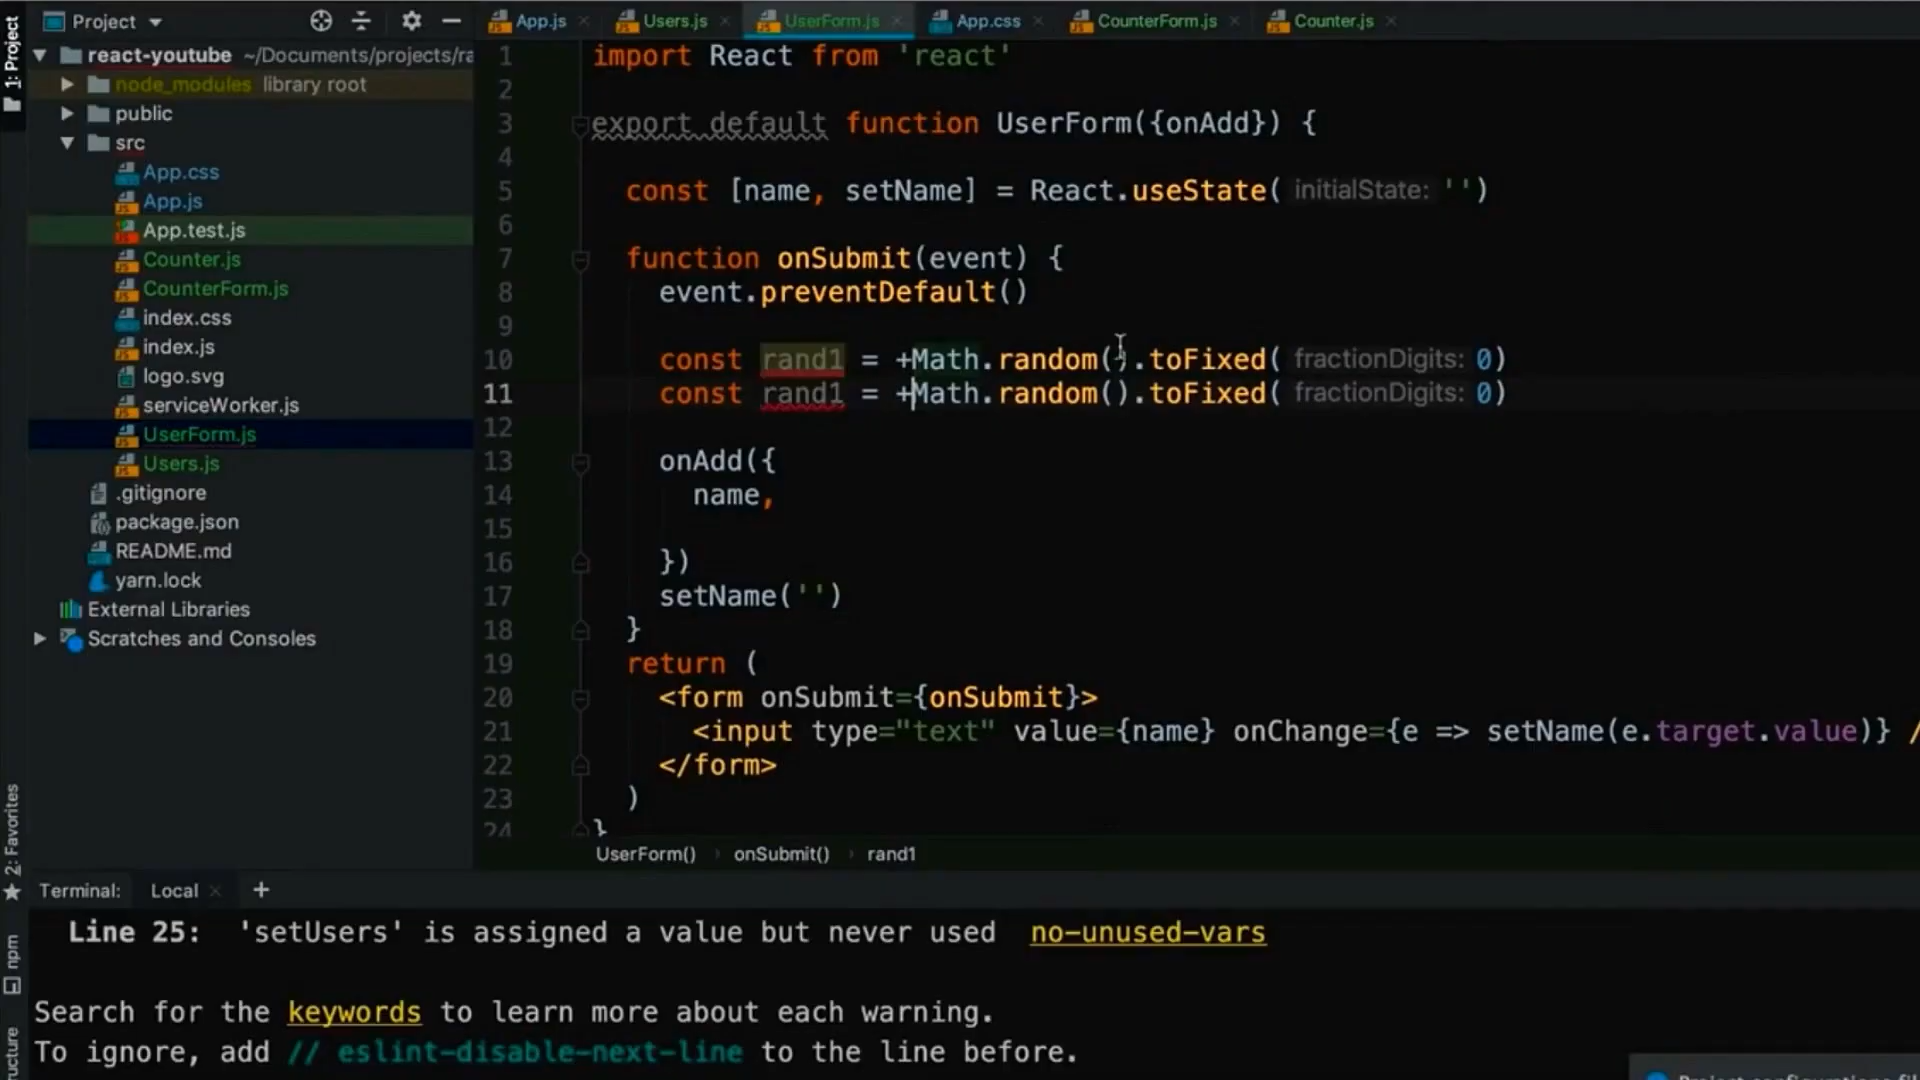 Project
App.js
Users.js
UserForm.js
App.css
CounterForm.js
Counter.js
1: Project
react-youtube ~/Documents/projects/ra
node_modules library root
public
src
App.css
App.js
App.test.js
Counter.js
CounterForm.js
index.css
index.js
logo.svg
serviceWorker.js
UserForm.js
Users.js
.gitignore
package.json
README.md
yarn.lock
External Libraries
Scratches and Consoles
1 import React from 'react'
2
3 export default function UserForm({onAdd}) {
4
5 const [name, setName] = React.useState( initialState: '')
6
7 function onSubmit(event) {
8 event.preventDefault()
9
10 const rand1 = +Math.random().toFixed( fractionDigits: 0)
11 const rand1 = +Math.random().toFixed( fractionDigits: 0)
12
13 onAdd({
14 name,
15
16 })
17 setName('')
18 }
19 return (
20 <form onSubmit={onSubmit}>
21 <input type="text" value={name} onChange={e => setName(e.target.value)} /
22 </form>
23 )
24 }
UserForm() › onSubmit() › rand1
2: Favorites
npm
ructure
Terminal: Local +
Line 25: 'setUsers' is assigned a value but never used no-unused-vars
Search for the keywords to learn more about each warning.
To ignore, add // eslint-disable-next-line to the line before.